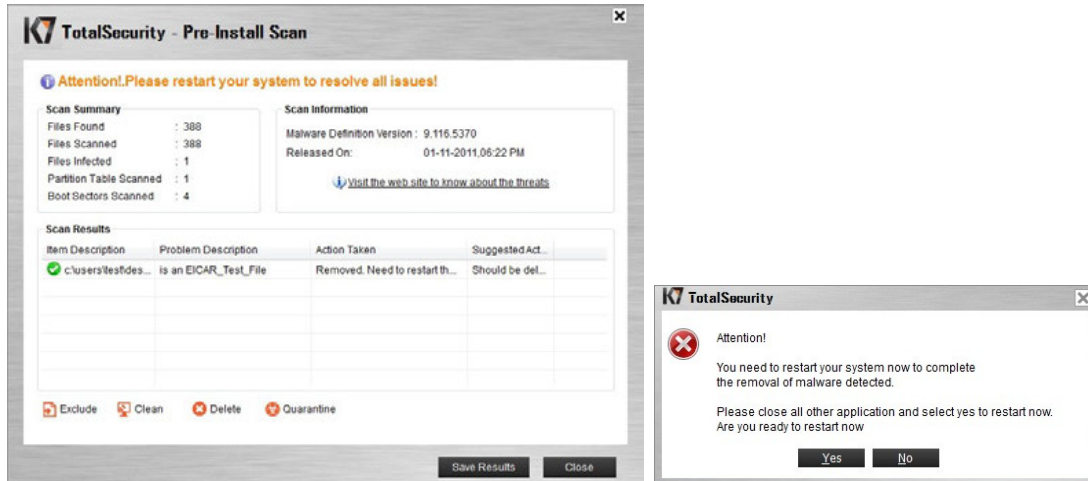 K7 TotalSecurity - Pre-Install Scan
Attention!.Please restart your system to resolve all issues!
Scan Summary
Files Found : 388
Files Scanned : 388
Files Infected : 1
Partition Table Scanned : 1
Boot Sectors Scanned : 4
Scan Information
Malware Definition Version : 9.116.5370
Released On: 01-11-2011,06:22 PM
Visit the web site to know about the threats
Scan Results
Item Description Problem Description Action Taken Suggested Act...
c:\users\test\des... is an EICAR_Test_File Removed. Need to restart th... Should be del...
Exclude Clean Delete Quarantine
Save Results Close
K7 TotalSecurity
Attention!
You need to restart your system now to complete
the removal of malware detected.
Please close all other application and select yes to restart now.
Are you ready to restart now
Yes No